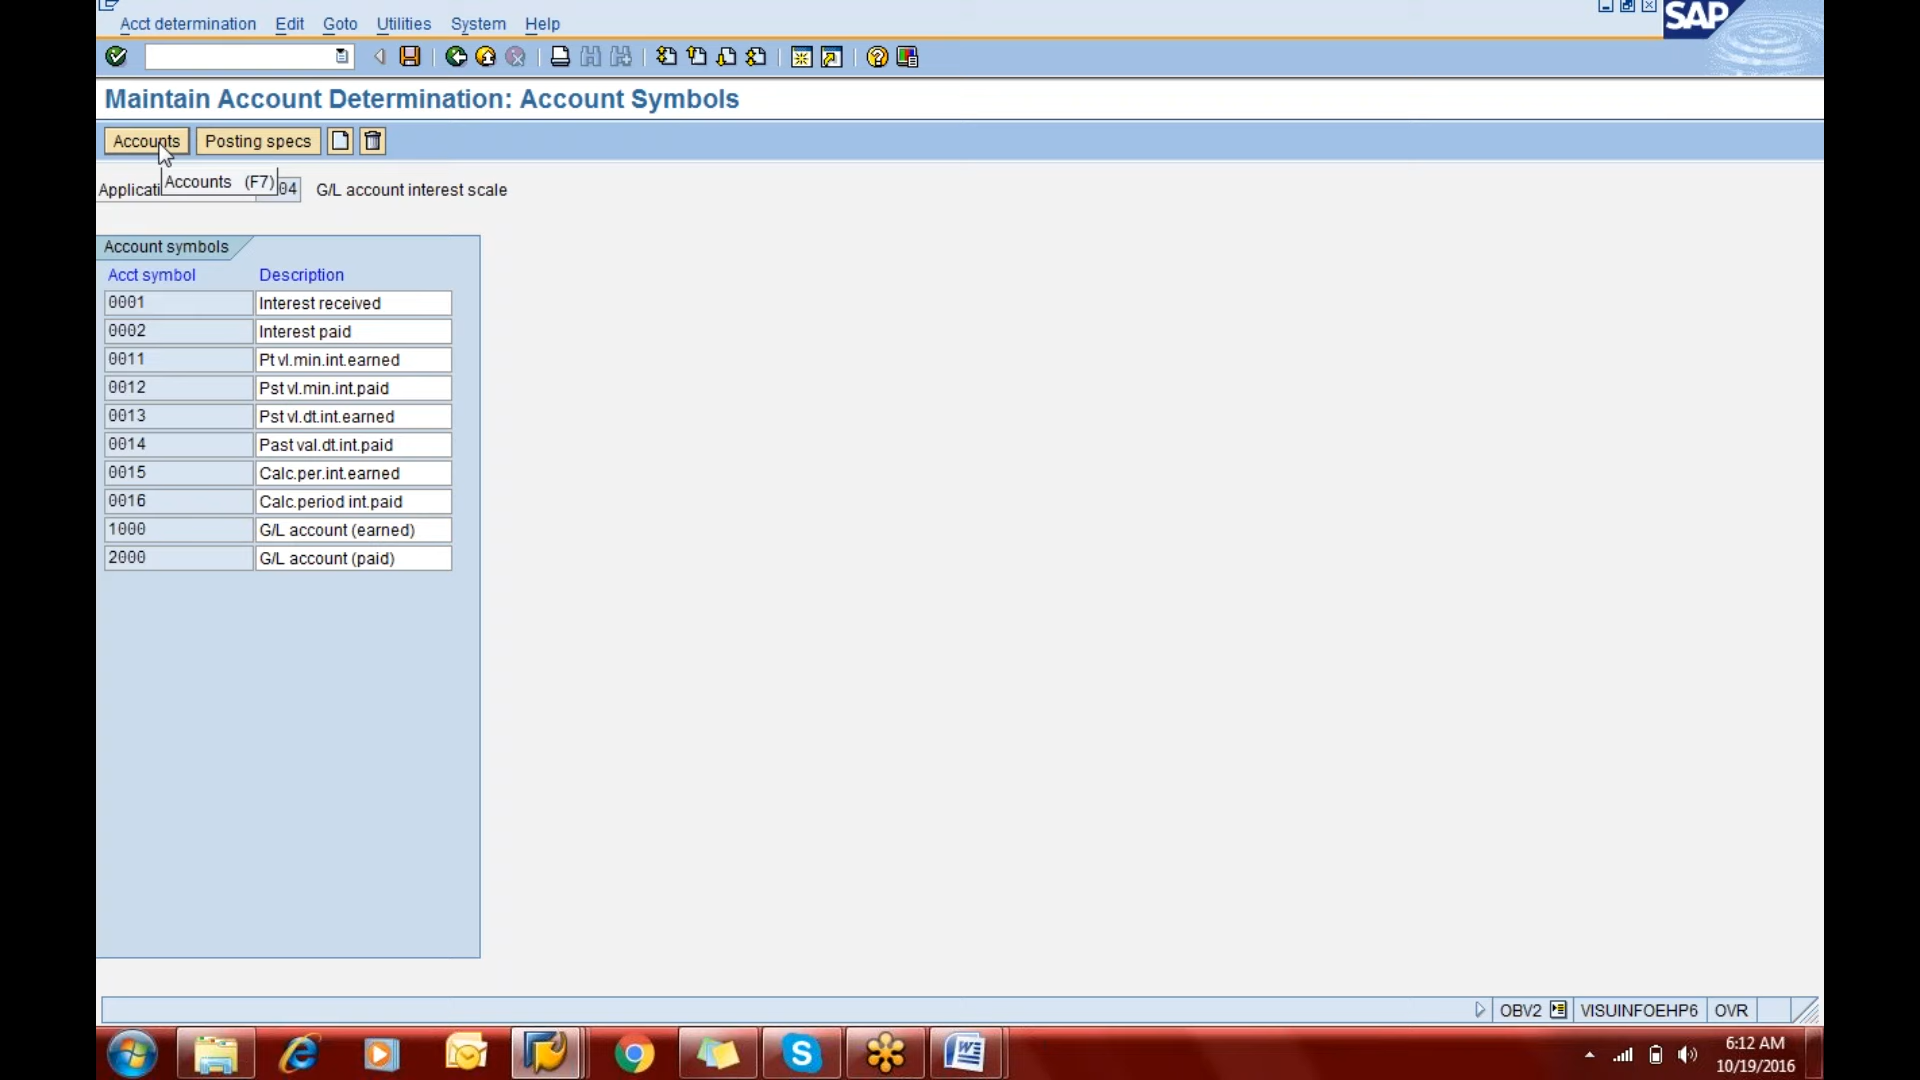 Acct determination Edit Goto Utilities System Help
SAP
Maintain Account Determination: Account Symbols
Accounts Posting specs
Accounts (F7)
Applicati 04 G/L account interest scale
Account symbols
Acct symbol Description
0001 Interest received
0002 Interest paid
0011 Pt vl.min.int.earned
0012 Pst vl.min.int.paid
0013 Pst vl.dt.int.earned
0014 Past val.dt.int.paid
0015 Calc.per.int.earned
0016 Calc.period int.paid
1000 G/L account (earned)
2000 G/L account (paid)
OBV2 VISUINFOEHP6 OVR
6:12 AM
10/19/2016